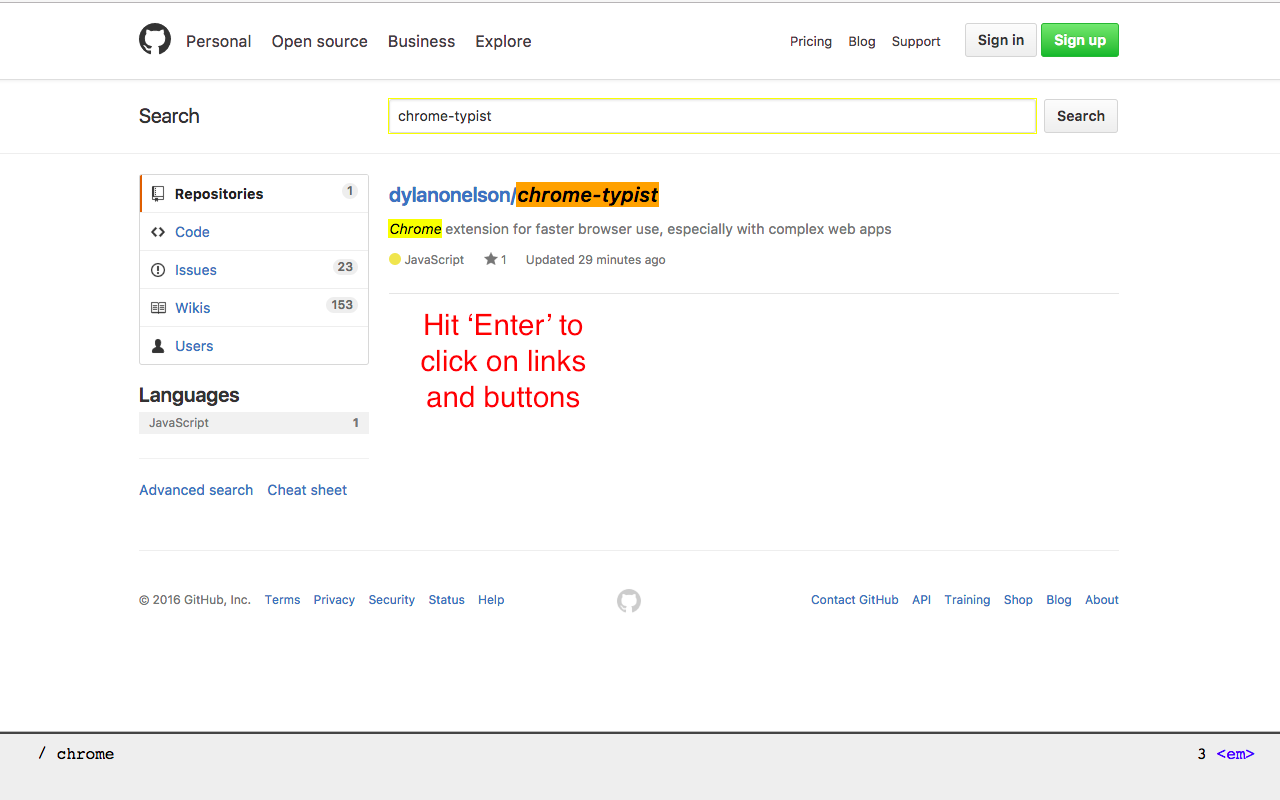 Personal Open source Business Explore Pricing Blog Support Sign in Sign up
Search chrome-typist Search
Repositories 1
Code
Issues 23
Wikis 153
Users
Languages
JavaScript 1
Advanced search Cheat sheet
dylanonelson/chrome-typist
Chrome extension for faster browser use, especially with complex web apps
JavaScript 1 Updated 29 minutes ago
Hit ‘Enter’ to
click on links
and buttons
© 2016 GitHub, Inc. Terms Privacy Security Status Help Contact GitHub API Training Shop Blog About
/ chrome 3 <em>